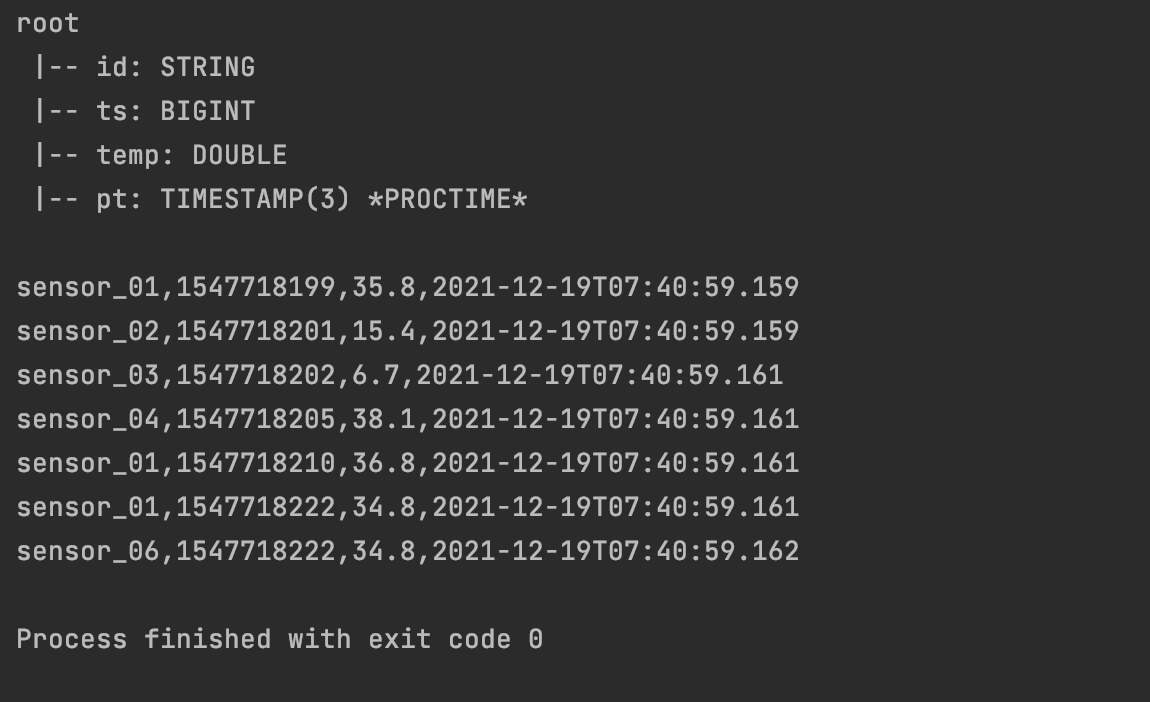 root
 |-- id: STRING
 |-- ts: BIGINT
 |-- temp: DOUBLE
 |-- pt: TIMESTAMP(3) *PROCTIME*
sensor_01,1547718199,35.8,2021-12-19T07:40:59.159
sensor_02,1547718201,15.4,2021-12-19T07:40:59.159
sensor_03,1547718202,6.7,2021-12-19T07:40:59.161
sensor_04,1547718205,38.1,2021-12-19T07:40:59.161
sensor_01,1547718210,36.8,2021-12-19T07:40:59.161
sensor_01,1547718222,34.8,2021-12-19T07:40:59.161
sensor_06,1547718222,34.8,2021-12-19T07:40:59.162
Process finished with exit code 0